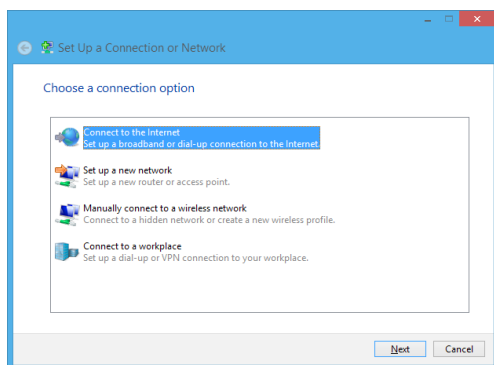 Set Up a Connection or Network
Choose a connection option
Connect to the Internet
Set up a broadband or dial-up connection to the Internet.
Set up a new network
Set up a new router or access point.
Manually connect to a wireless network
Connect to a hidden network or create a new wireless profile.
Connect to a workplace
Set up a dial-up or VPN connection to your workplace.
Next Cancel